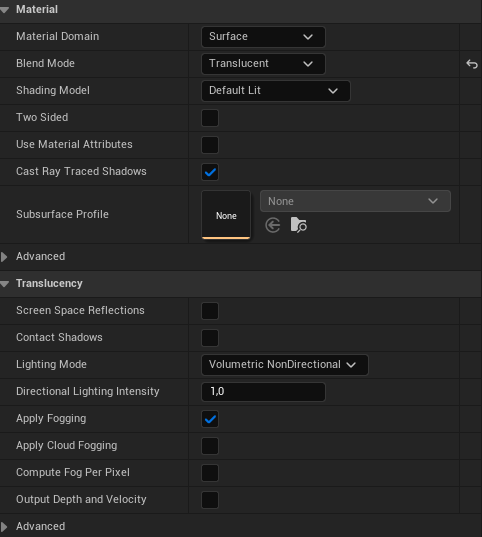 Material
Material Domain Surface
Blend Mode Translucent
Shading Model Default Lit
Two Sided
Use Material Attributes
Cast Ray Traced Shadows
Subsurface Profile None None
Advanced
Translucency
Screen Space Reflections
Contact Shadows
Lighting Mode Volumetric NonDirectional
Directional Lighting Intensity 1,0
Apply Fogging
Apply Cloud Fogging
Compute Fog Per Pixel
Output Depth and Velocity
Advanced